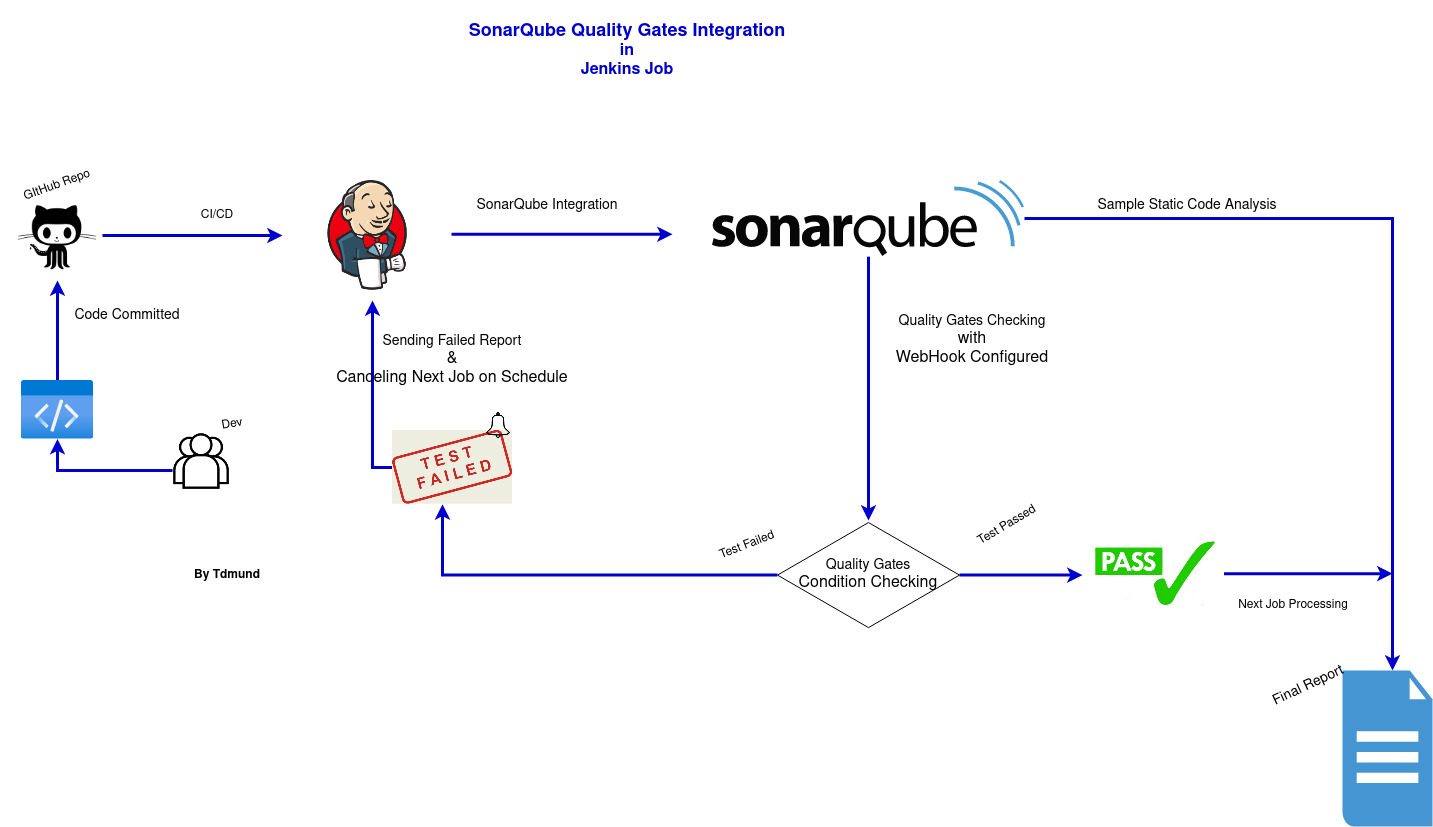 SonarQube Quality Gates Integration
in
Jenkins Job
GItHub Repo
CI/CD
SonarQube Integration
sonarqube
Sample Static Code Analysis
Code Committed
Sending Failed Report
&
Canceling Next Job on Schedule
Quality Gates Checking
with
WebHook Configured
</>
Dev
TEST
FAILED
Test Failed
Test Passed
Quality Gates
Condition Checking
PASS
By Tdmund
Next Job Processing
Final Report